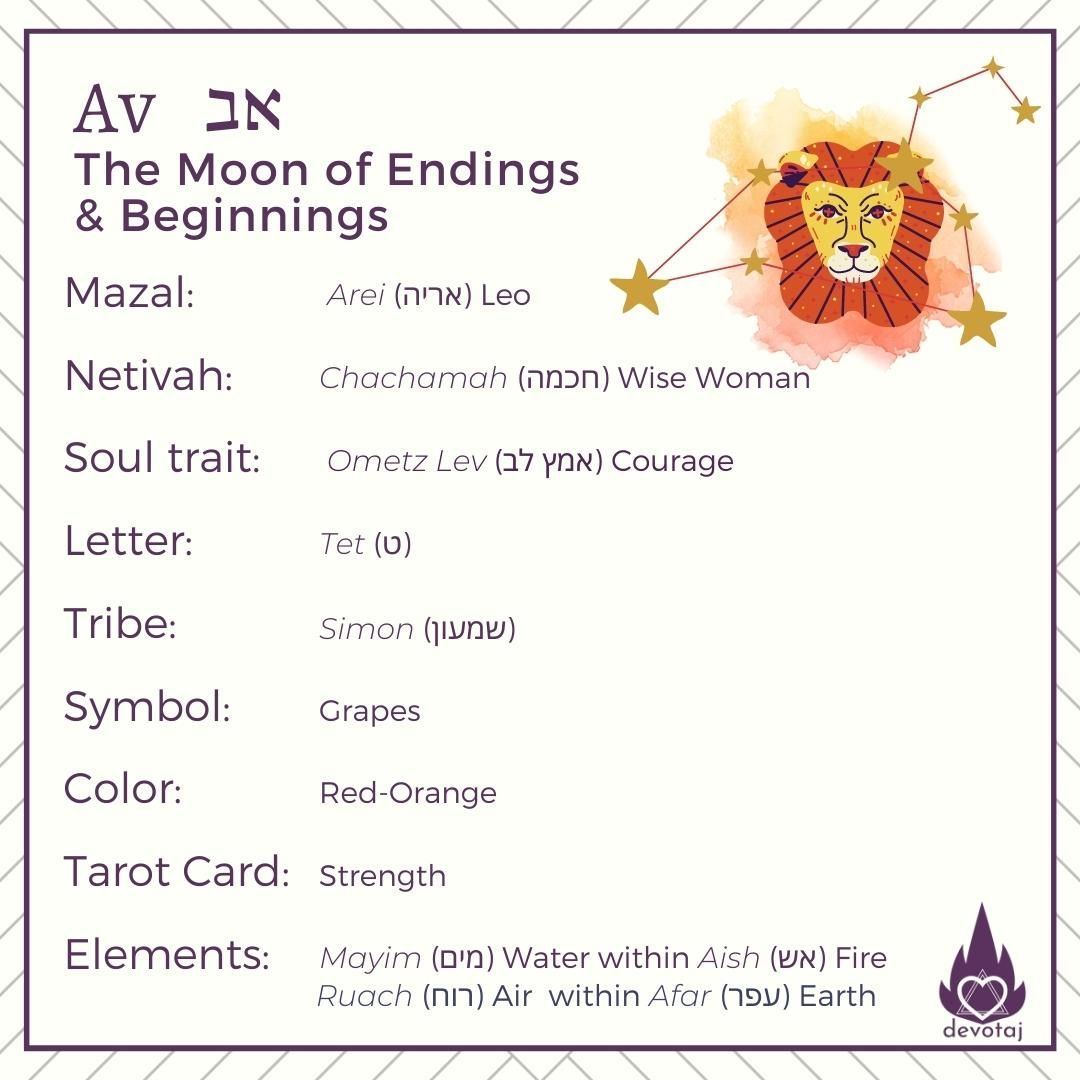 Av אב
The Moon of Endings
& Beginnings
Mazal: Arei (אריה) Leo
Netivah: Chachamah (חכמה) Wise Woman
Soul trait: Ometz Lev (אמץ לב) Courage
Letter: Tet (ט)
Tribe: Simon (שמעון)
Symbol: Grapes
Color: Red-Orange
Tarot Card: Strength
Elements: Mayim (מים) Water within Aish (אש) Fire
Ruach (רוח) Air within Afar (עפר) Earth
devotaj